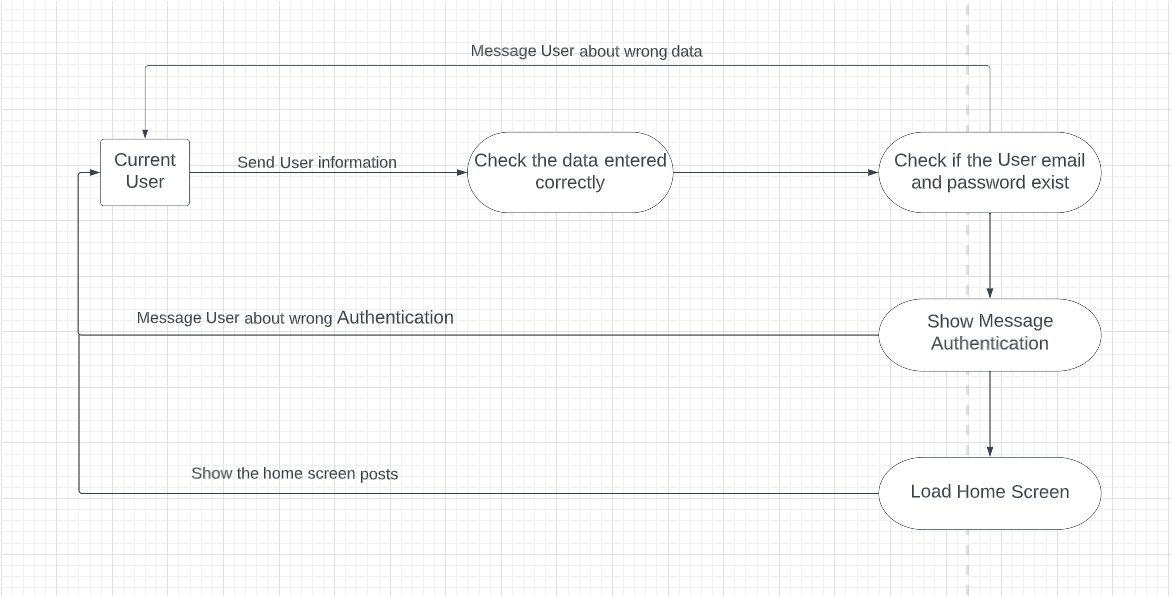 Message User about wrong data
Current
User
Send User information
Check the data entered
correctly
Check if the User email
and password exist
Message User about wrong Authentication
Show Message
Authentication
Show the home screen posts
Load Home Screen